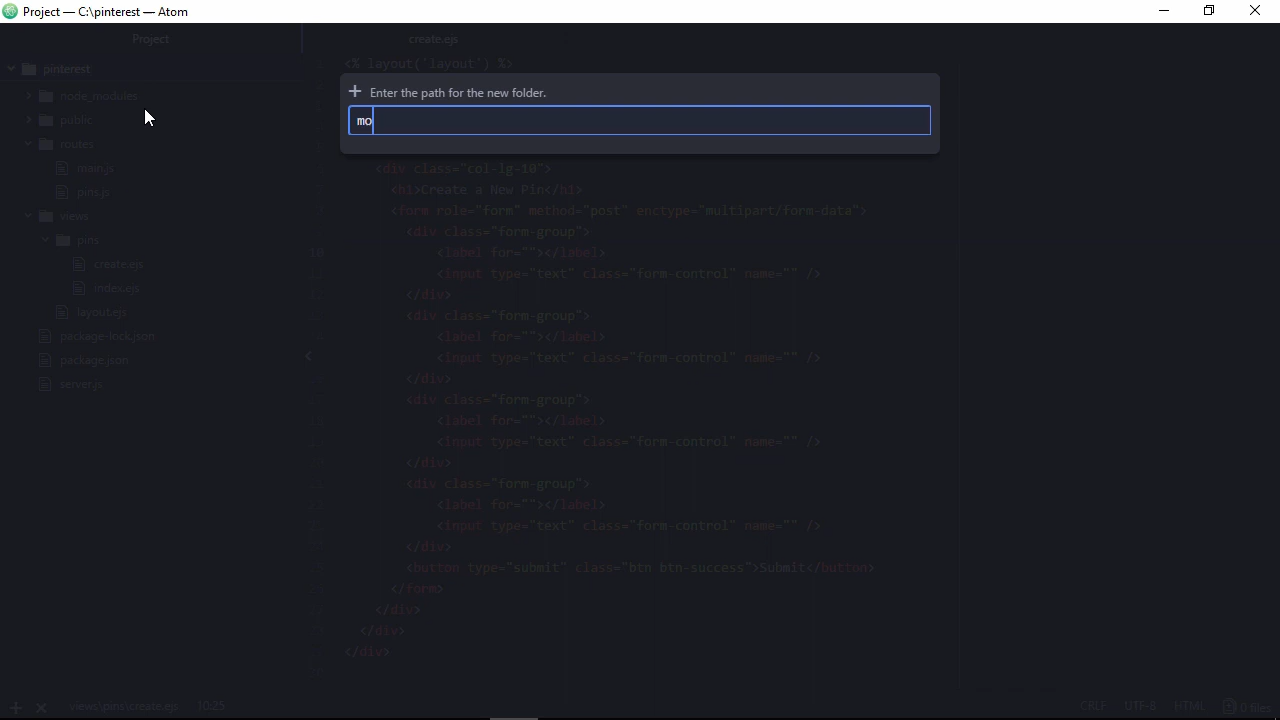 Project — C:\pinterest — Atom
Project
create.ejs
pinterest
node_modules
public
routes
main.js
pins.js
views
pins
create.ejs
index.ejs
layout.ejs
package-lock.json
package.json
server.js
Enter the path for the new folder.
mo
<% layout('layout') %>
<div class="col-lg-10">
<h1>Create a New Pin</h1>
<form role="form" method="post" enctype="multipart/form-data">
<div class="form-group">
10 <label for=""></label>
<input type="text" class="form-control" name="" />
</div>
<div class="form-group">
<label for=""></label>
<input type="text" class="form-control" name="" />
</div>
<div class="form-group">
<label for=""></label>
<input type="text" class="form-control" name="" />
</div>
<div class="form-group">
<label for=""></label>
<input type="text" class="form-control" name="" />
</div>
<button type="submit" class="btn btn-success">Submit</button>
</form>
</div>
</div>
</div>
views\pins\create.ejs 10:25
CRLF UTF-8 HTML 0 files